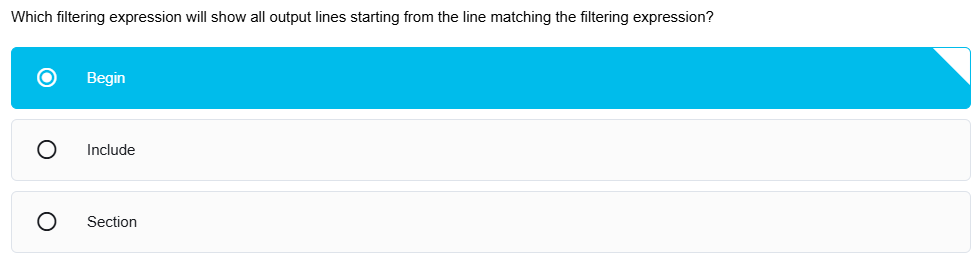 Which filtering expression will show all output lines starting from the line matching the filtering expression?
Begin
Include
Section